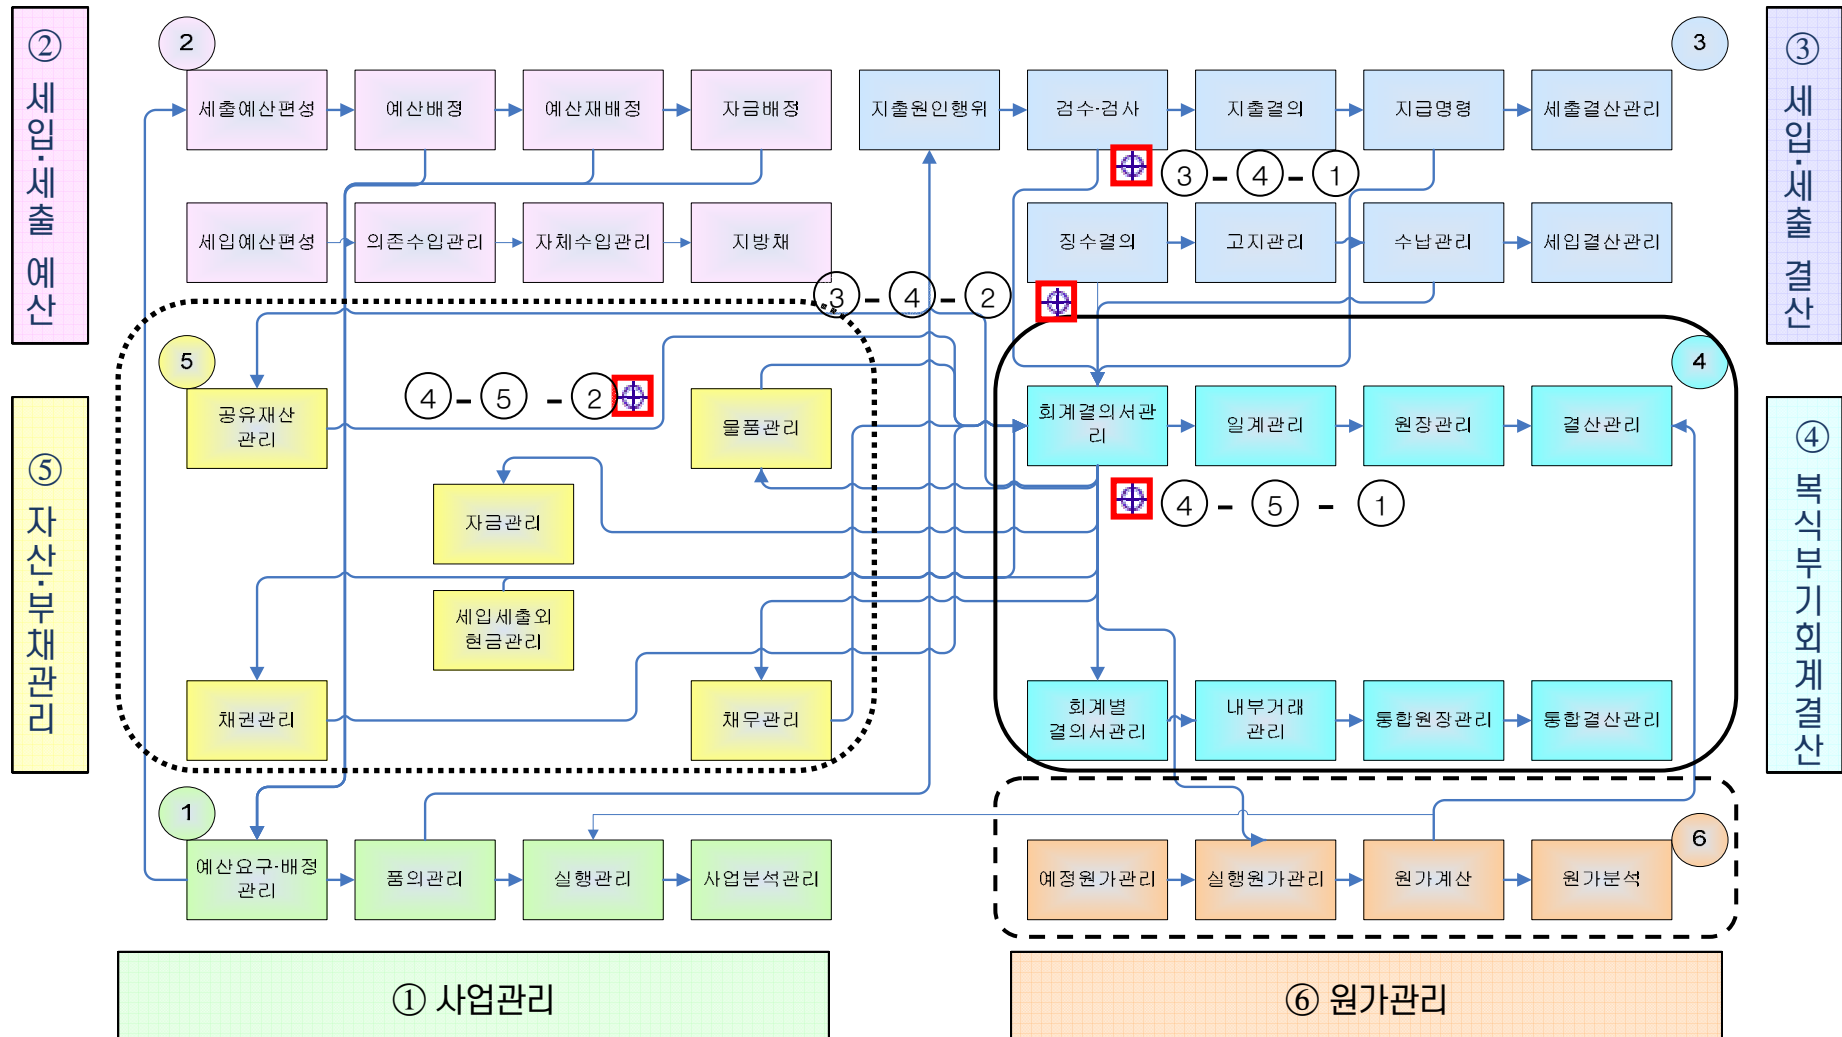 ② 세입·세출 예산
2
세출예산편성
예산배정
예산재배정
자금배정
세입예산편성
의존수입관리
자체수입관리
지방채
3
지출원인행위
검수·검사
지출결의
지급명령
세출결산관리
③ - ④ - ①
징수결의
고지관리
수납관리
세입결산관리
③ - ④ - ②
③ 세입·세출 결산
⑤ 자산·부채관리
5
공유재산
관리
④ - ⑤ - ②
물품관리
자금관리
세입세출외
현금관리
채권관리
채무관리
4
회계결의서관
리
일계관리
원장관리
결산관리
④ - ⑤ - ①
회계별
결의서관리
내부거래
관리
통합원장관리
통합결산관리
④ 복식부기회계결산
1
예산요구·배정
관리
품의관리
실행관리
사업분석관리
6
예정원가관리
실행원가관리
원가계산
원가분석
① 사업관리
⑥ 원가관리